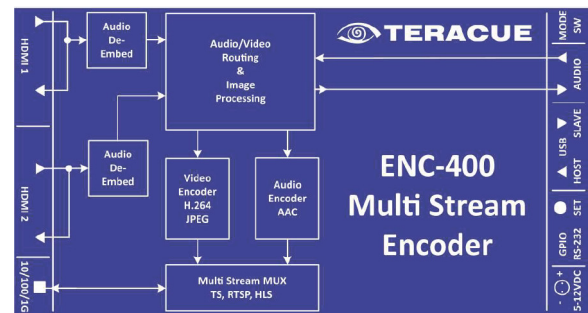 HDMI 1
HDMI 2
10/100/1G
Audio
De-
Embed
Audio
De-
Embed
Audio/Video
Routing
&
Image
Processing
Video
Encoder
H.264
JPEG
Audio
Encoder
AAC
Multi Stream MUX
TS, RTSP, HLS
TERACUE
ENC-400
Multi Stream
Encoder
MODE
SW
AUDIO
USB
HOST SLAVE
SET
GPIO
RS-232
- +
5-12VDC